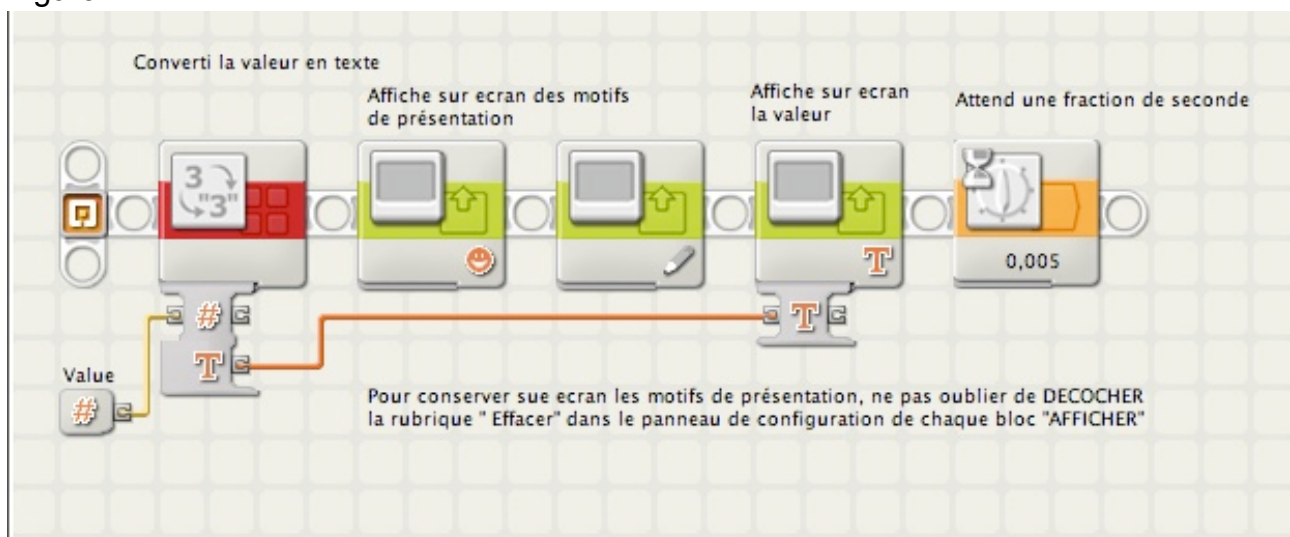 Converti la valeur en texte
Affiche sur ecran des motifs
de présentation
Affiche sur ecran
la valeur
Attend une fraction de seconde
3
"3"
T
0,005
#
T
T
Value
#
Pour conserver sue ecran les motifs de présentation, ne pas oublier de DECOCHER
la rubrique " Effacer" dans le panneau de configuration de chaque bloc "AFFICHER"